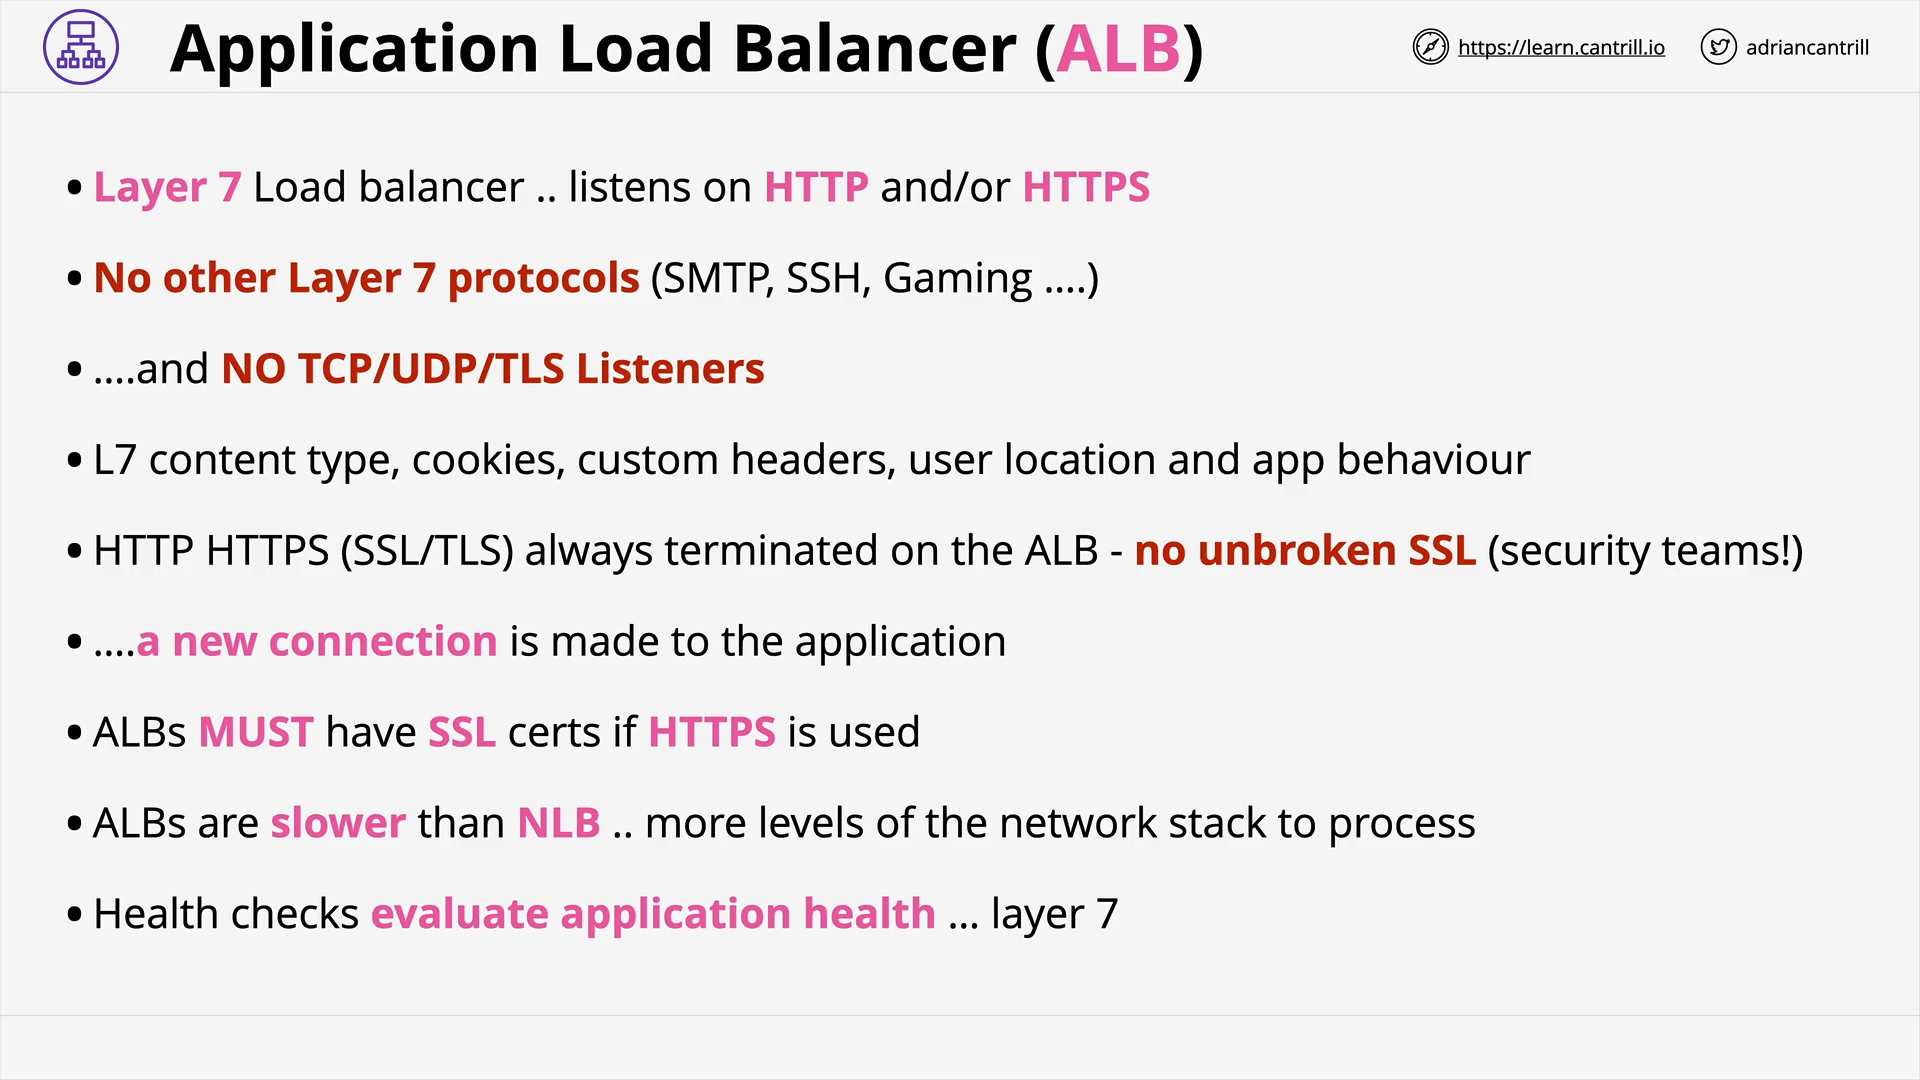 Application Load Balancer (ALB)
https://learn.cantrill.io
adriancantrill
• Layer 7 Load balancer .. listens on HTTP and/or HTTPS
• No other Layer 7 protocols (SMTP, SSH, Gaming ....)
• ....and NO TCP/UDP/TLS Listeners
• L7 content type, cookies, custom headers, user location and app behaviour
• HTTP HTTPS (SSL/TLS) always terminated on the ALB - no unbroken SSL (security teams!)
• ....a new connection is made to the application
• ALBs MUST have SSL certs if HTTPS is used
• ALBs are slower than NLB .. more levels of the network stack to process
• Health checks evaluate application health ... layer 7